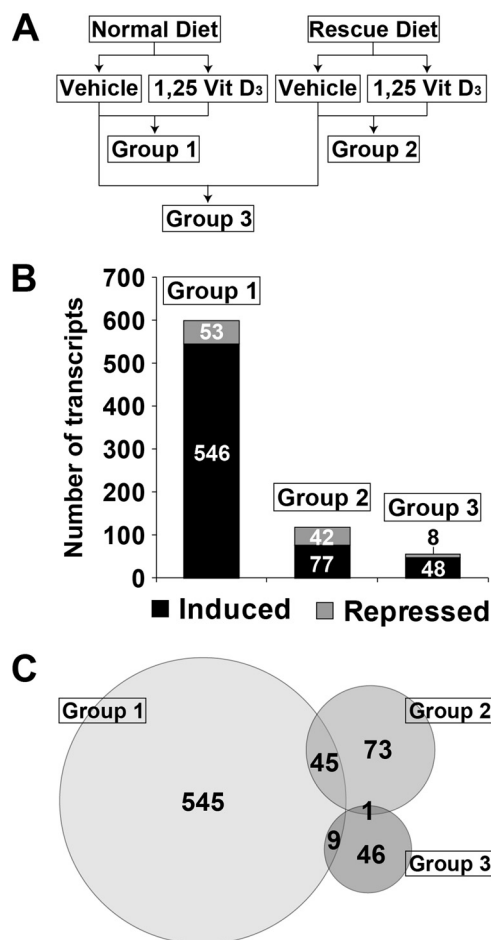 A
Normal Diet Rescue Diet
Vehicle 1,25 Vit D₃ Vehicle 1,25 Vit D₃
Group 1 Group 2
Group 3
B
Number of transcripts
700
600
500
400
300
200
100
0
Group 1
53
546
Group 2
42
77
Group 3
8
48
Induced Repressed
C
Group 1 Group 2
545 45 73
1
9 46
Group 3